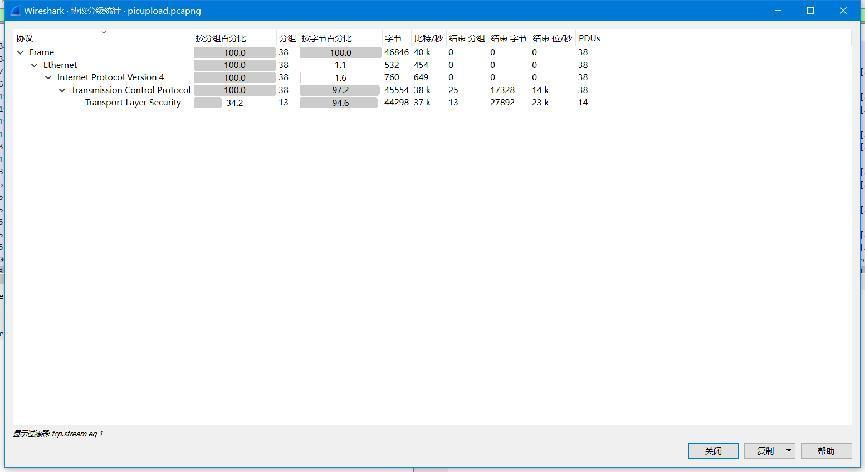 Wireshark · 协议分级统计 · picupload.pcapng
协议 按分组百分比 分组 按字节百分比 字节 比特/秒 结束 分组 结束 字节 结束 位/秒 PDUs
Frame 100.0 38 100.0 46846 40 k 0 0 0 38
Ethernet 100.0 38 1.1 532 454 0 0 0 38
Internet Protocol Version 4 100.0 38 1.6 760 649 0 0 0 38
Transmission Control Protocol 100.0 38 97.2 45554 38 k 25 17328 14 k 38
Transport Layer Security 34.2 13 94.6 44298 37 k 13 27892 23 k 14
显示过滤器: tcp.stream eq 1
关闭 复制 帮助